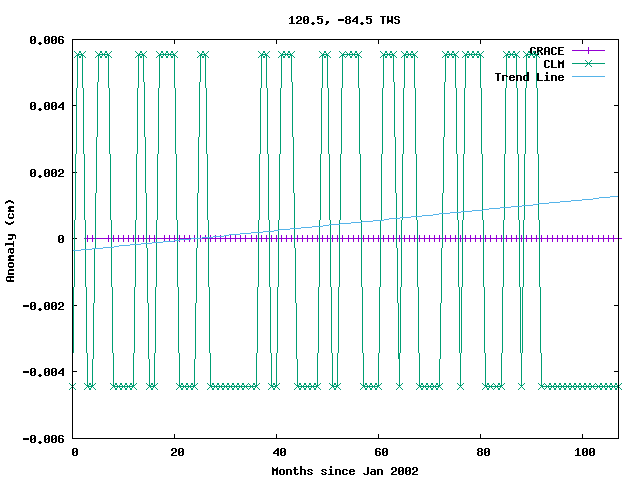 120.5, -84.5 TWS
GRACE
CLM
Trend Line
0.006
0.004
0.002
0
-0.002
-0.004
-0.006
Anomaly (cm)
0 20 40 60 80 100
Months since Jan 2002